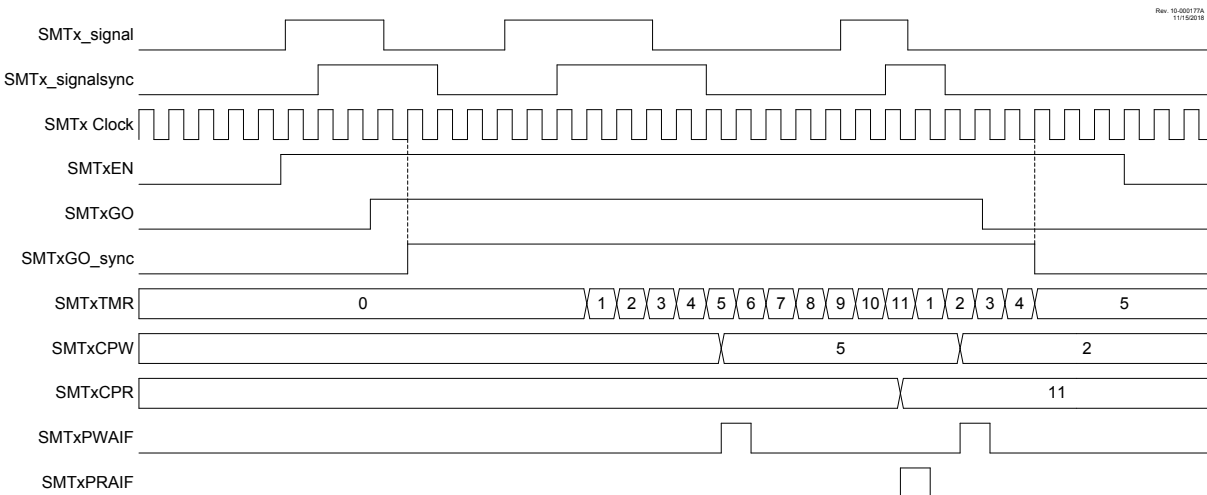 Rev. 10-000177A
11/15/2018
SMTx_signal
SMTx_signalsync
SMTx Clock
SMTxEN
SMTxGO
SMTxGO_sync
SMTxTMR 0 1 2 3 4 5 6 7 8 9 10 11 1 2 3 4 5
SMTxCPW 5 2
SMTxCPR 11
SMTxPWAIF
SMTxPRAIF